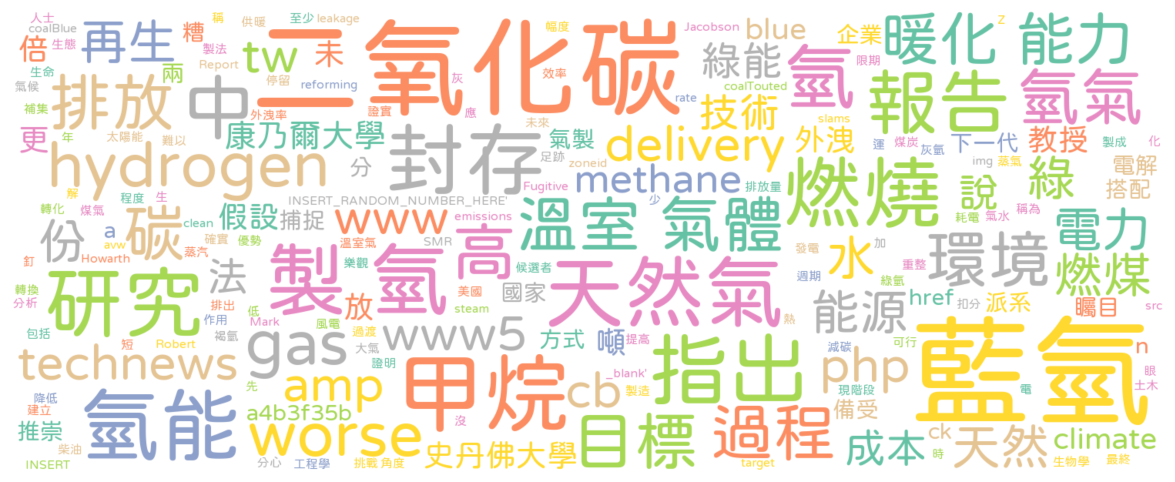 人士 coalBlue 再生 稱 供暖 至少 leakage 二氧化碳 幅度 Jacobson blue 企業 暖化 能力 Z
倍 生態 糟 製法 tw 未 灰 綠能 氫 限期
生命 Report 停留 reforming 效率 coalTouted 報告 氫氣
氣候 排放 中 兩 外洩率 證實 應 rate 技術 slams
補集 更 年 太陽能 難以 康乃爾大學 未來 氣製 delivery 外洩 運 煤炭 下一代 教授 製成 化
hydrogen 分 封存 足跡 zoneid methane 排放量 燃燒 灰氫 img 蒸氣 綠 電解
解 程度 生 INSERT_RANDOM_NUMBER_HERE' Fugitive 少 說 搭配
轉化 煤氣 碳 clean 假設 捕捉 www emissions 溫室 氣體 耗電 氣水 稱為 電力
份 a avw 確實 優勢 溫室氣 SMR 高 發電 加 水 環境
Howarth 蒸汽 法 製氫 樂觀 候選者 天然氣 週期 綠氫 重整 燃煤
釘 轉換 研究 排出 放 美國 國家 能源 href 扣分 派系 矚目 src
分析 作用 低 風電 steam 熱
短 Mark 過渡 www5 方式 噸 提高 減碳 可行 n
包括 褐氫 gas 大氣 證明 指出 藍氫 眼
technews Robert 甲烷 _blank' 製造 php 現階段 電 土木
降低 氫能 先 amp cb 備受
建立 a4b3f35b 目標 過程 ck climate
推崇 worse 沒 史丹佛大學 成本 時 天然
柴油 INSERT 分心 工程學 挑戰 角度 target 生物學 最終